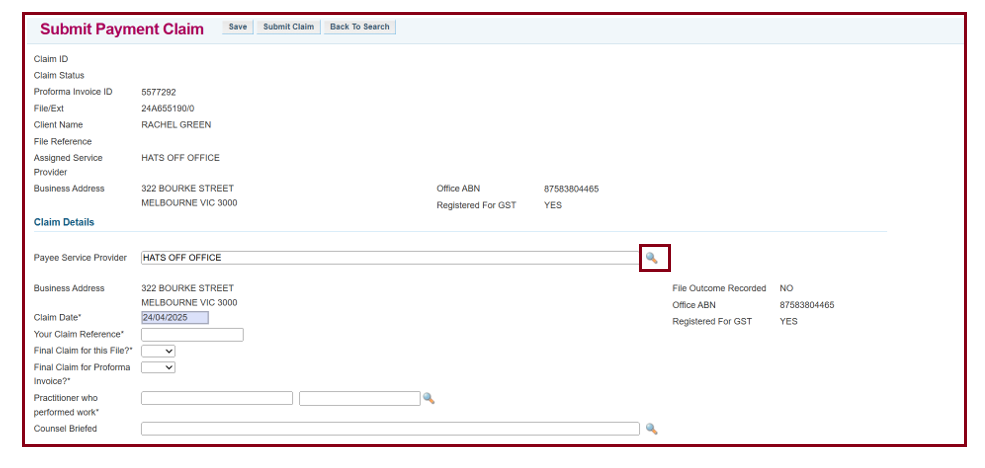 Submit Payment Claim Save Submit Claim Back To Search
Claim ID
Claim Status
Proforma Invoice ID 5577292
File/Ext 24A655190/0
Client Name RACHEL GREEN
File Reference
Assigned Service HATS OFF OFFICE
Provider
Business Address 322 BOURKE STREET Office ABN 87583804465
MELBOURNE VIC 3000 Registered For GST YES
Claim Details
Payee Service Provider HATS OFF OFFICE
Business Address 322 BOURKE STREET File Outcome Recorded NO
MELBOURNE VIC 3000 Office ABN 87583804465
Claim Date* 24/04/2025 Registered For GST YES
Your Claim Reference*
Final Claim for this File?*
Final Claim for Proforma
Invoice?*
Practitioner who
performed work*
Counsel Briefed